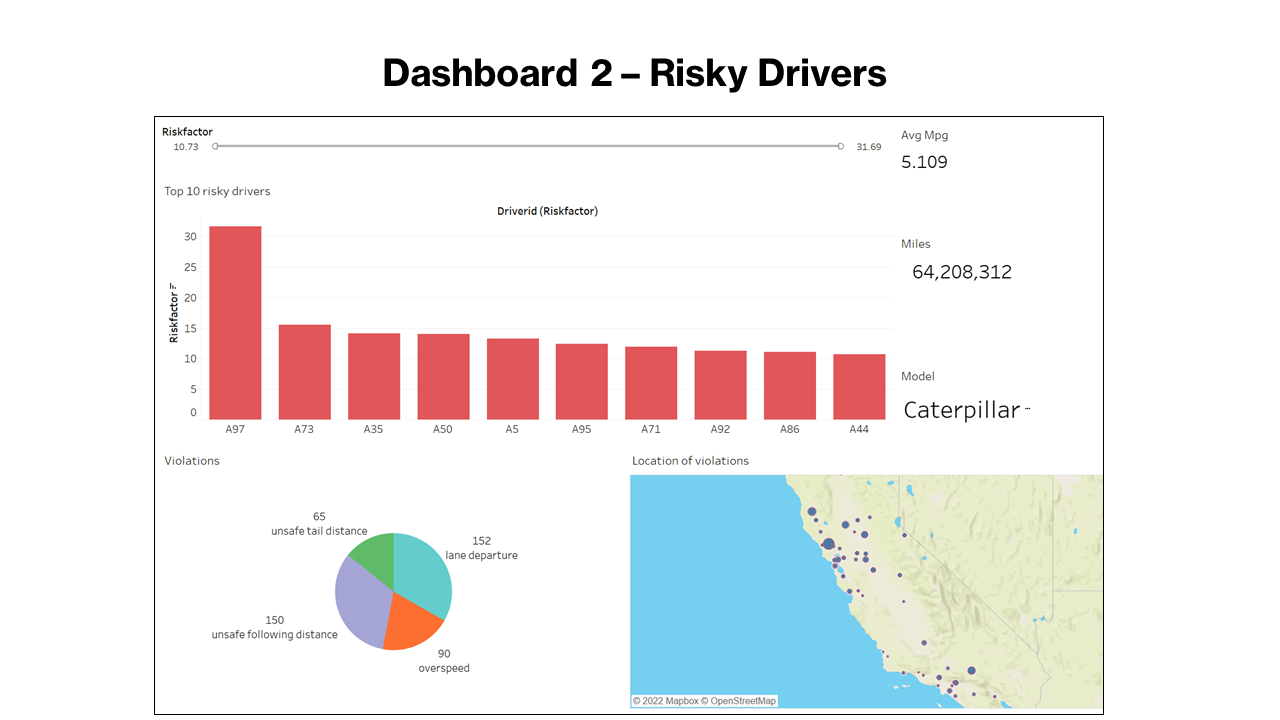 Dashboard 2 – Risky Drivers
Riskfactor
10.73
31.69
Avg Mpg
5.109
Top 10 risky drivers
Driverid (Riskfactor)
Riskfactor
30
25
20
15
10
5
0
A97 A73 A35 A50 A5 A95 A71 A92 A86 A44
Miles
64,208,312
Model
Caterpillar
Violations
65
unsafe tail distance
152
lane departure
150
unsafe following distance
90
overspeed
Location of violations
© 2022 Mapbox © OpenStreetMap